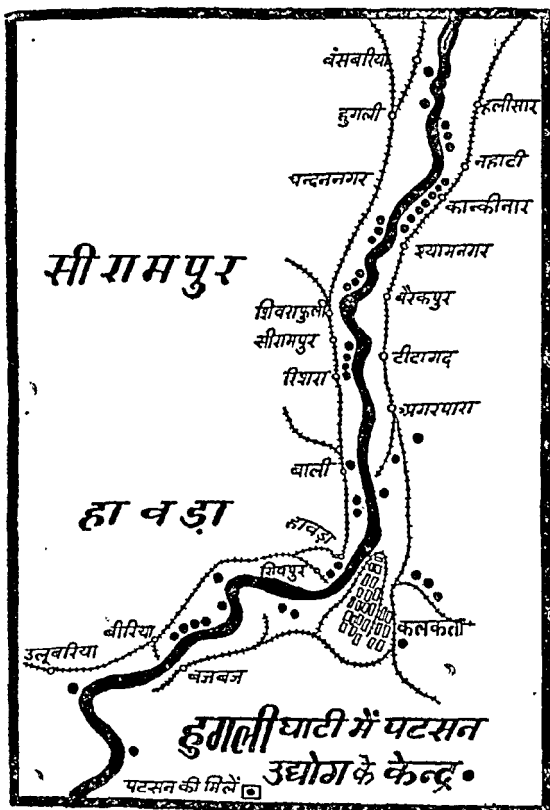 बंसबरिया
हुगली
हलीसार
नहाटी
चन्दननगर
कान्कीनार
श्यामनगर
सीरामपुर
बैरकपुर
शिवराफुली
सीरामपुर
टीटागढ़
रिशरा
अगरपारा
बाली
हावड़ा
हावड़ा
शिवपुर
कलकत्ता
बीरिया
उलूबरिया
बजबज
हुगली घाटी में पटसन
उद्योग के केन्द्र
पटसन की मिलें